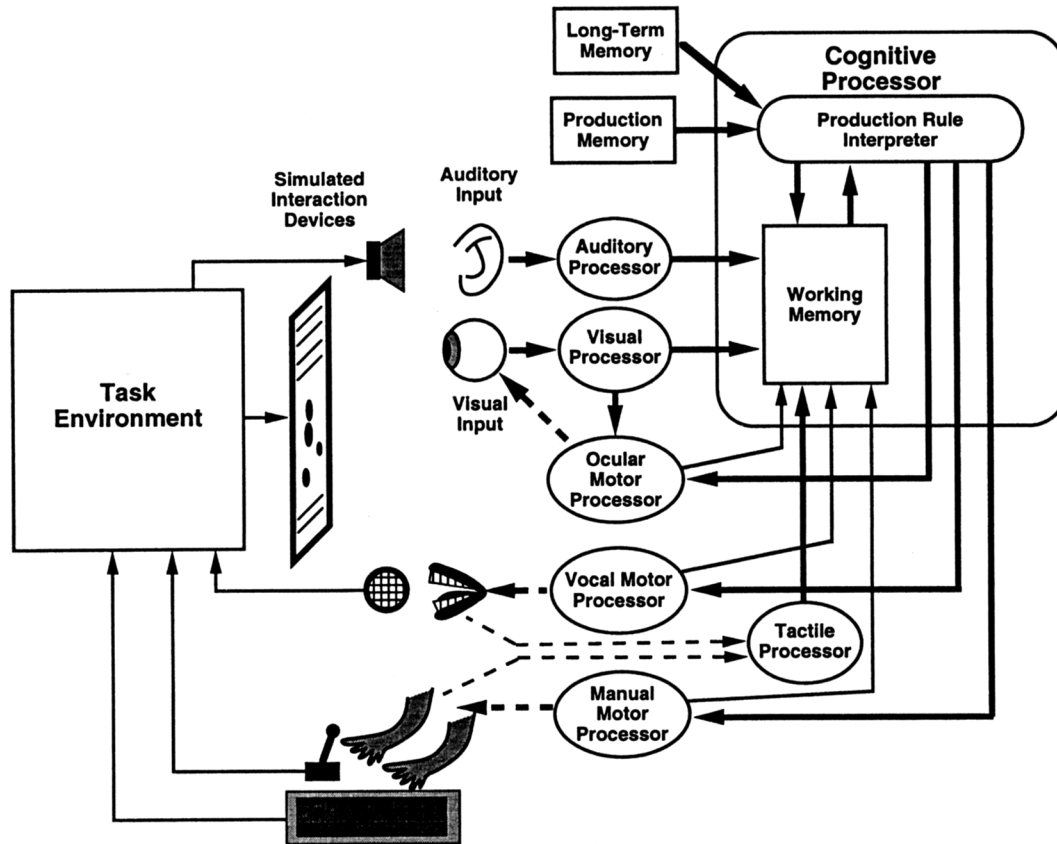 Long-Term
Memory
Cognitive
Processor
Production
Memory
Production Rule
Interpreter
Simulated
Interaction
Devices
Auditory
Input
Auditory
Processor
Working
Memory
Visual
Processor
Task
Environment
Visual
Input
Ocular
Motor
Processor
Vocal Motor
Processor
Tactile
Processor
Manual
Motor
Processor